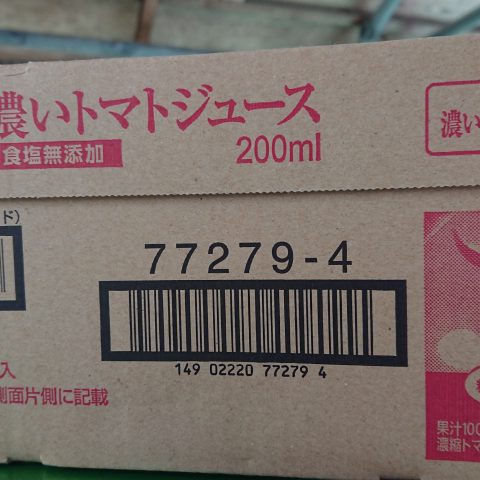 濃いトマトジュース
食塩無添加
200ml
濃い
ド)
77279-4
149 02220 77279 4
入
側面片側に記載
果汁100
濃縮トマ